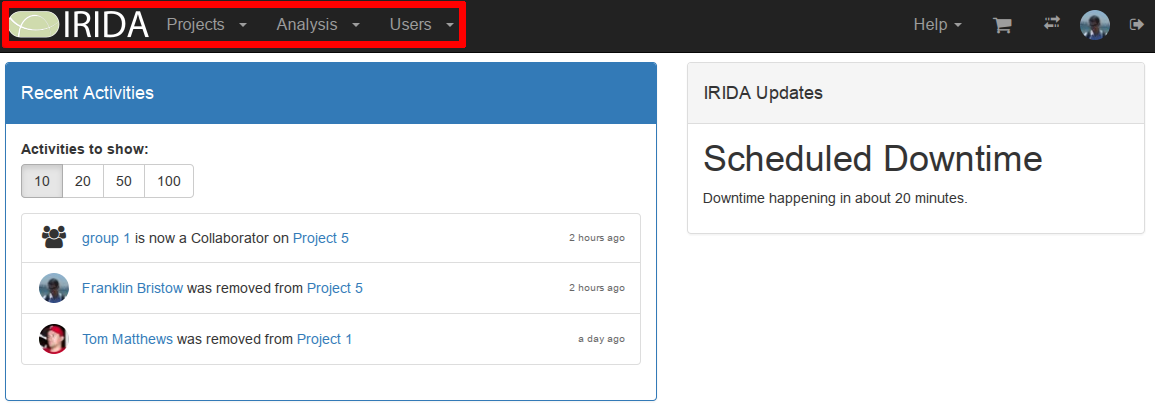 IRIDA Projects Analysis Users Help
Recent Activities
Activities to show:
10 20 50 100
group 1 is now a Collaborator on Project 5 2 hours ago
Franklin Bristow was removed from Project 5 2 hours ago
Tom Matthews was removed from Project 1 a day ago
IRIDA Updates
Scheduled Downtime
Downtime happening in about 20 minutes.